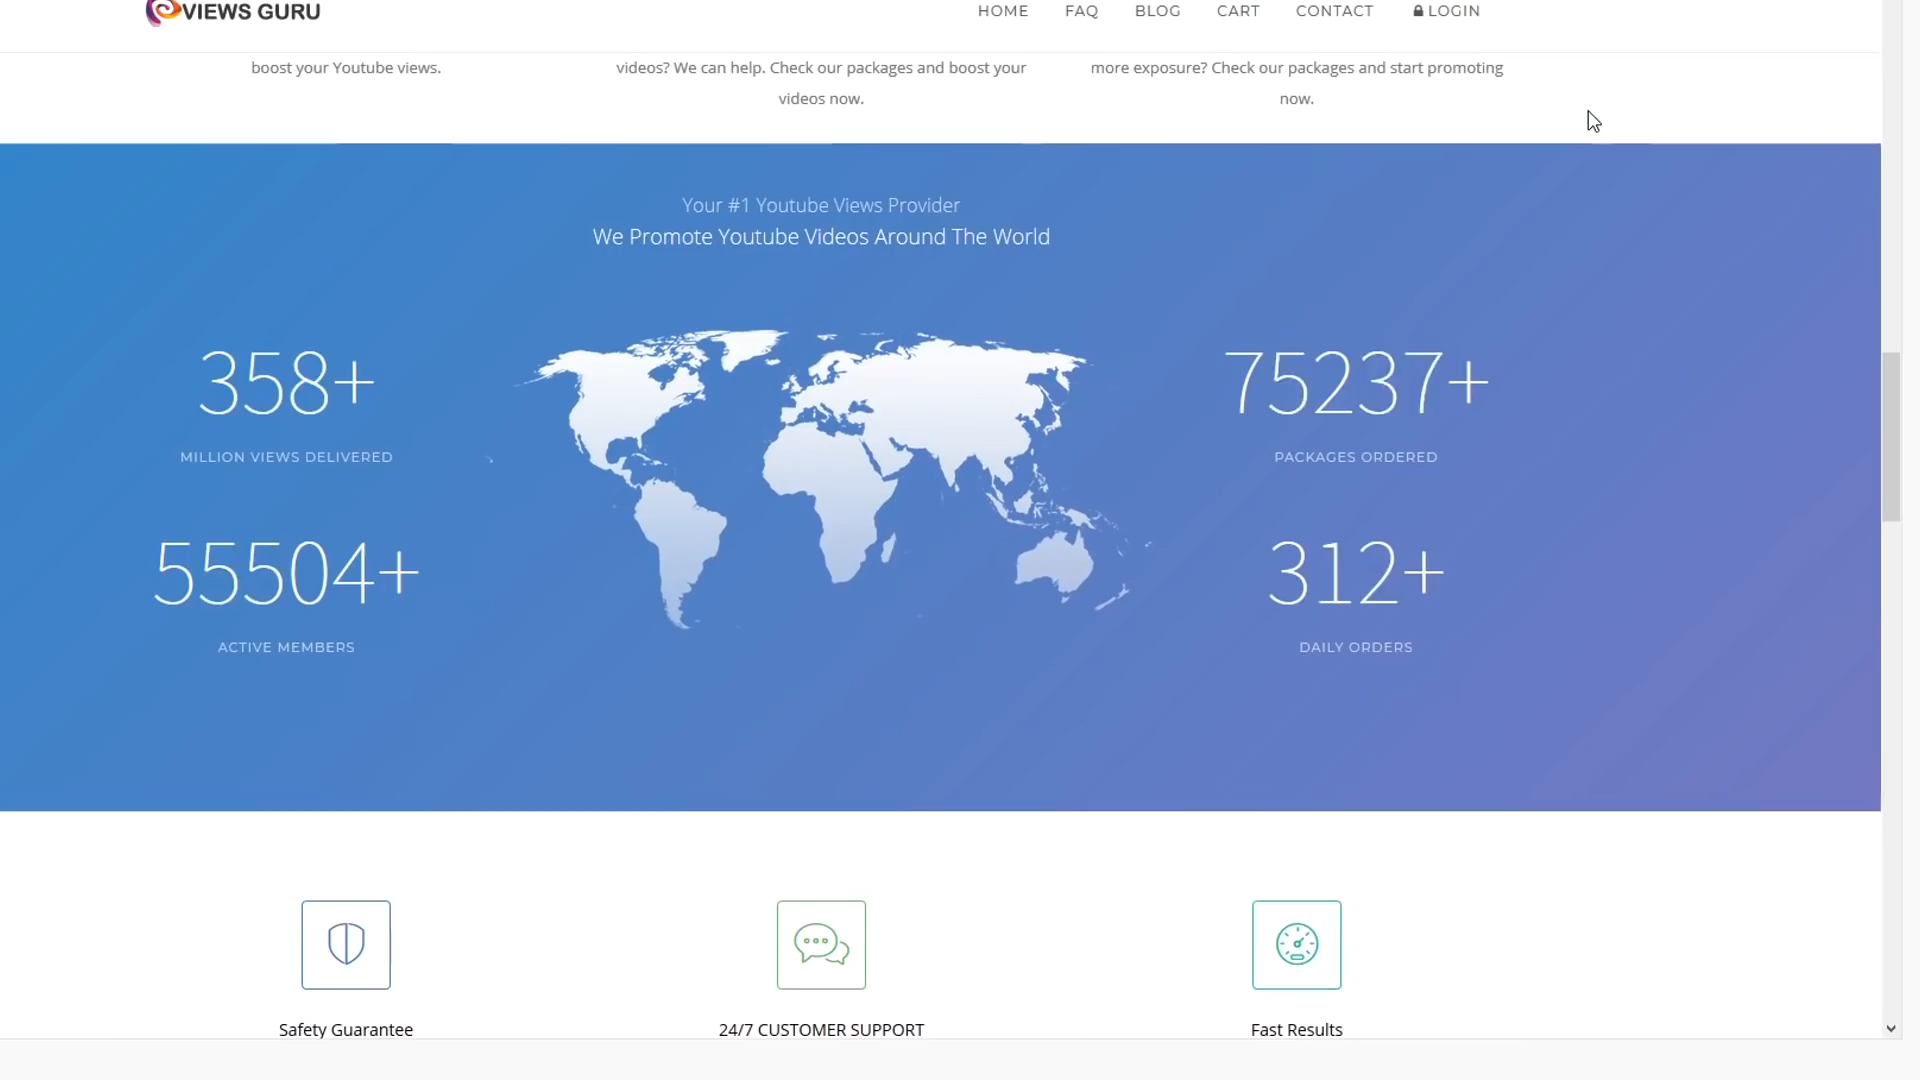 VIEWS GURU
HOME FAQ BLOG CART CONTACT LOGIN
boost your Youtube views.
videos? We can help. Check our packages and boost your
videos now.
more exposure? Check our packages and start promoting
now.
Your #1 Youtube Views Provider
We Promote Youtube Videos Around The World
358+
MILLION VIEWS DELIVERED
75237+
PACKAGES ORDERED
55504+
ACTIVE MEMBERS
312+
DAILY ORDERS
Safety Guarantee
24/7 CUSTOMER SUPPORT
Fast Results